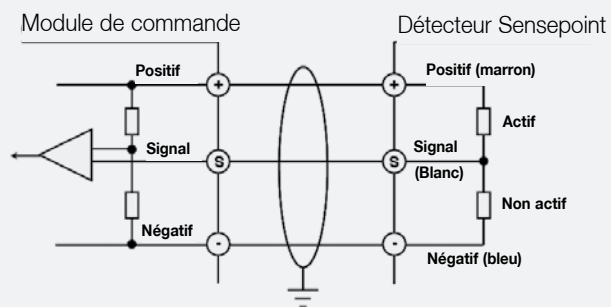 Module de commande
Détecteur Sensepoint
Positif
+
+
Positif (marron)
Actif
Signal
S
S
Signal
(Blanc)
Non actif
Négatif
-
-
Négatif (bleu)